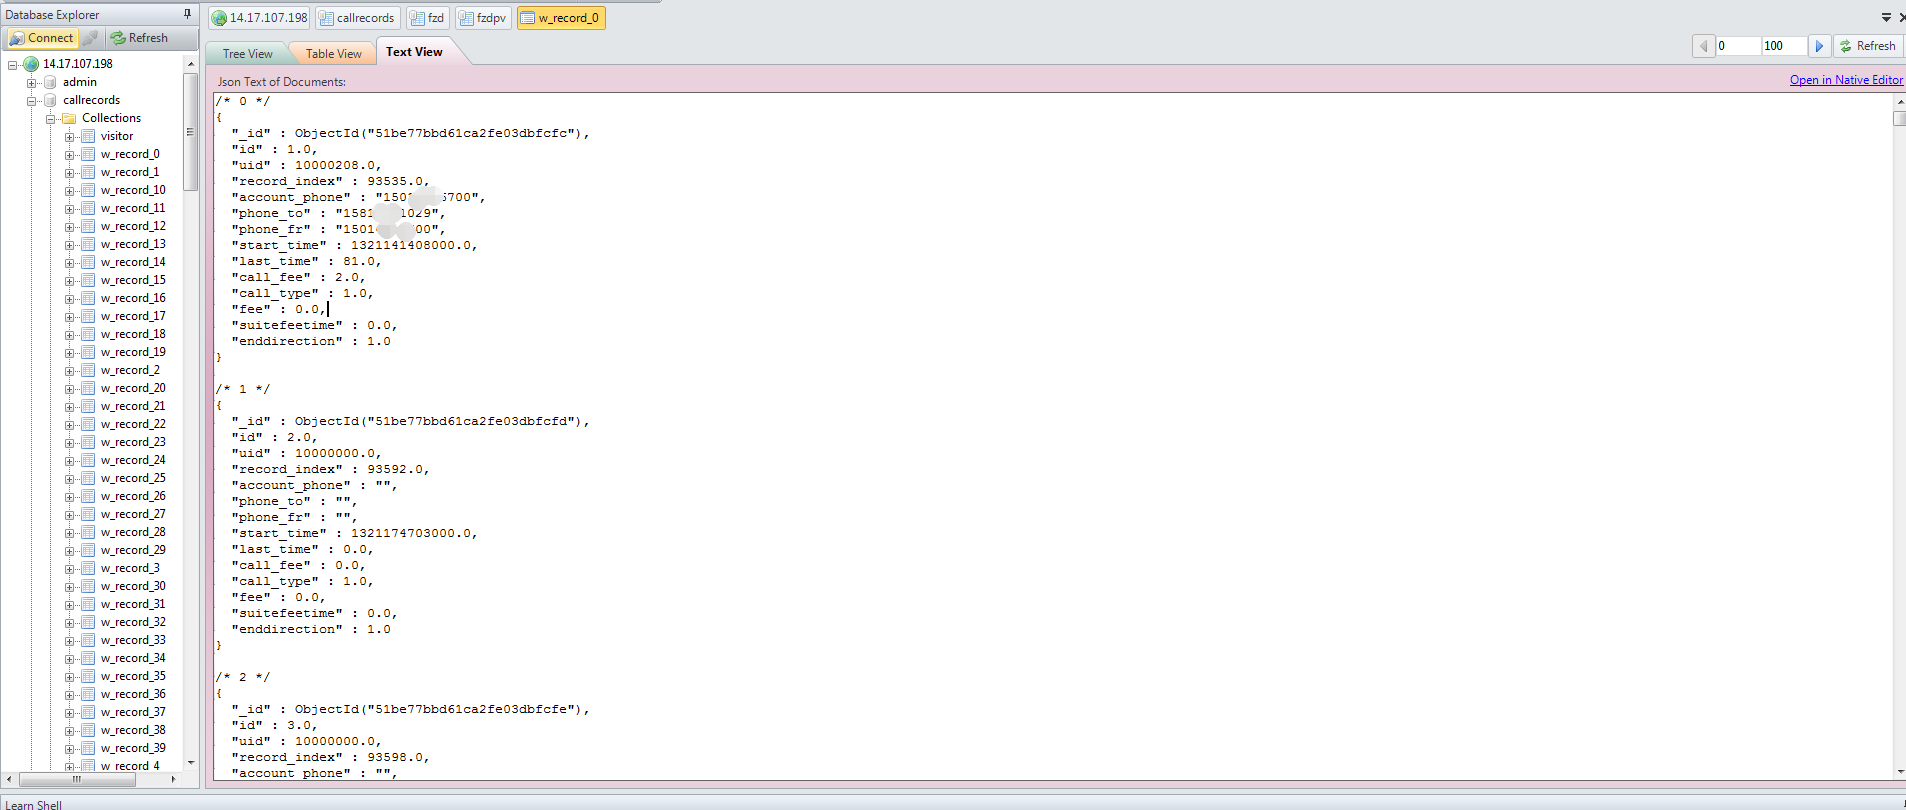 Database Explorer
Connect
Refresh
14.17.107.198
admin
callrecords
Collections
visitor
w_record_0
w_record_1
w_record_10
w_record_11
w_record_12
w_record_13
w_record_14
w_record_15
w_record_16
w_record_17
w_record_18
w_record_19
w_record_2
w_record_20
w_record_21
w_record_22
w_record_23
w_record_24
w_record_25
w_record_26
w_record_27
w_record_28
w_record_29
w_record_3
w_record_30
w_record_31
w_record_32
w_record_33
w_record_34
w_record_35
w_record_36
w_record_37
w_record_38
w_record_39
w_record_4
14.17.107.198 callrecords fzd fzdpv w_record_0
Tree View Table View Text View
0 100 Refresh
Json Text of Documents:
Open in Native Editor
/* 0 */
{
"_id" : ObjectId("51be77bbd61ca2fe03dbfcfc"),
"id" : 1.0,
"uid" : 10000208.0,
"record_index" : 93535.0,
"account_phone" : "150 5700",
"phone_to" : "1581 1029",
"phone_fr" : "1501 00",
"start_time" : 1321141408000.0,
"last_time" : 81.0,
"call_fee" : 2.0,
"call_type" : 1.0,
"fee" : 0.0,
"suitefeetime" : 0.0,
"enddirection" : 1.0
}
/* 1 */
{
"_id" : ObjectId("51be77bbd61ca2fe03dbfcfd"),
"id" : 2.0,
"uid" : 10000000.0,
"record_index" : 93592.0,
"account_phone" : "",
"phone_to" : "",
"phone_fr" : "",
"start_time" : 1321174703000.0,
"last_time" : 0.0,
"call_fee" : 0.0,
"call_type" : 1.0,
"fee" : 0.0,
"suitefeetime" : 0.0,
"enddirection" : 1.0
}
/* 2 */
{
"_id" : ObjectId("51be77bbd61ca2fe03dbfcfe"),
"id" : 3.0,
"uid" : 10000000.0,
"record_index" : 93598.0,
"account_phone" : "",
Learn Shell